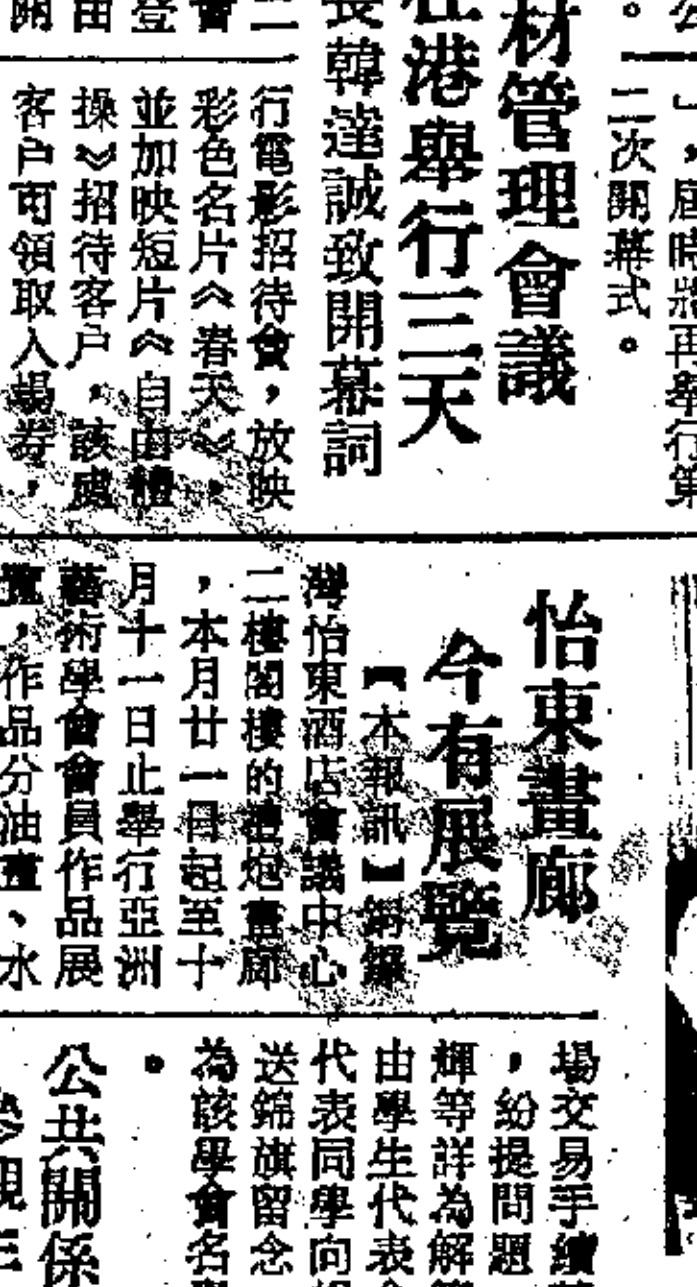 公
」，屆時將再舉行第
二次開幕式。
材管理會議
在港舉行三天
長韓達誠致開幕詞
行電影招待會，放映
彩色名片《春天》，
並加映短片《自由體
操》招待客户，該處
客户可領取入場券，
怡東畫廊
今有展覽
【本報訊】銅鑼
灣怡東酒店會議中心
二樓閣樓的禮炮畫廊
，本月廿一日起至十
月十一日止舉行亞洲
藝術學會會員作品展
覽，作品分油畫、水
場交易手續
，紛提問題
輝等詳為解
由學生代表
代表同學向
送錦旗留念
為該學會名
。
公共關係
參觀